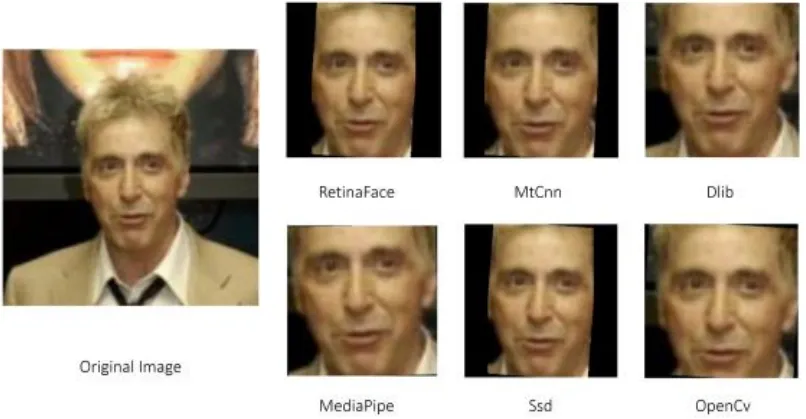 RetinaFace
MtCnn
Dlib
Original Image
MediaPipe
Ssd
OpenCv